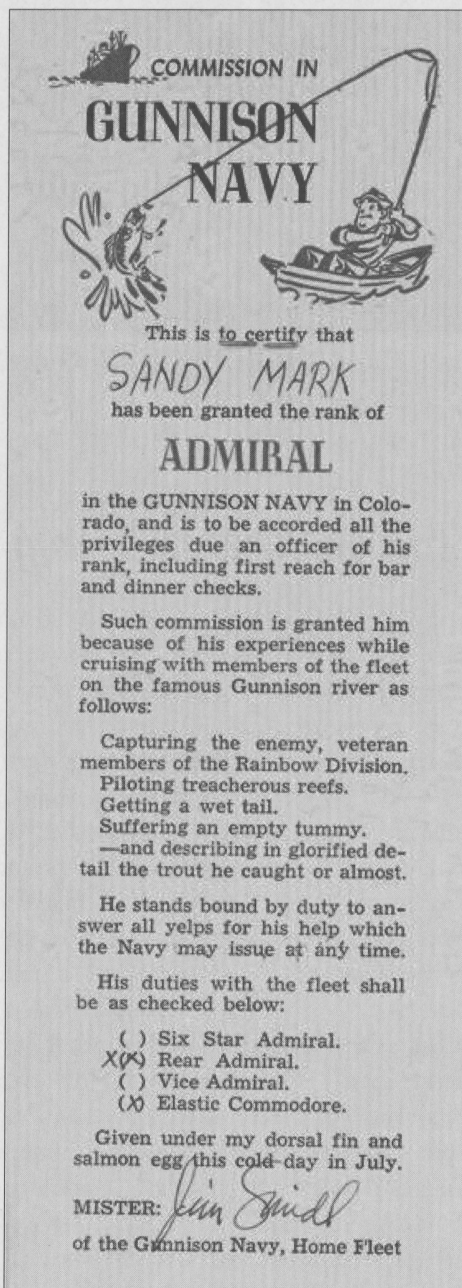 COMMISSION IN
GUNNISON
NAVY
This is to certify that
SANDY MARK
has been granted the rank of
ADMIRAL
in the GUNNISON NAVY in Colo-
rado, and is to be accorded all the
privileges due an officer of his
rank, including first reach for bar
and dinner checks.
Such commission is granted him
because of his experiences while
cruising with members of the fleet
on the famous Gunnison river as
follows:
Capturing the enemy, veteran
members of the Rainbow Division.
Piloting treacherous reefs.
Getting a wet tail.
Suffering an empty tummy.
—and describing in glorified de-
tail the trout he caught or almost.
He stands bound by duty to an-
swer all yelps for his help which
the Navy may issue at any time.
His duties with the fleet shall
be as checked below:
( ) Six Star Admiral.
X(X) Rear Admiral.
( ) Vice Admiral.
(X) Elastic Commodore.
Given under my dorsal fin and
salmon egg this cold day in July.
MISTER: Jim
of the Gunnison Navy, Home Fleet